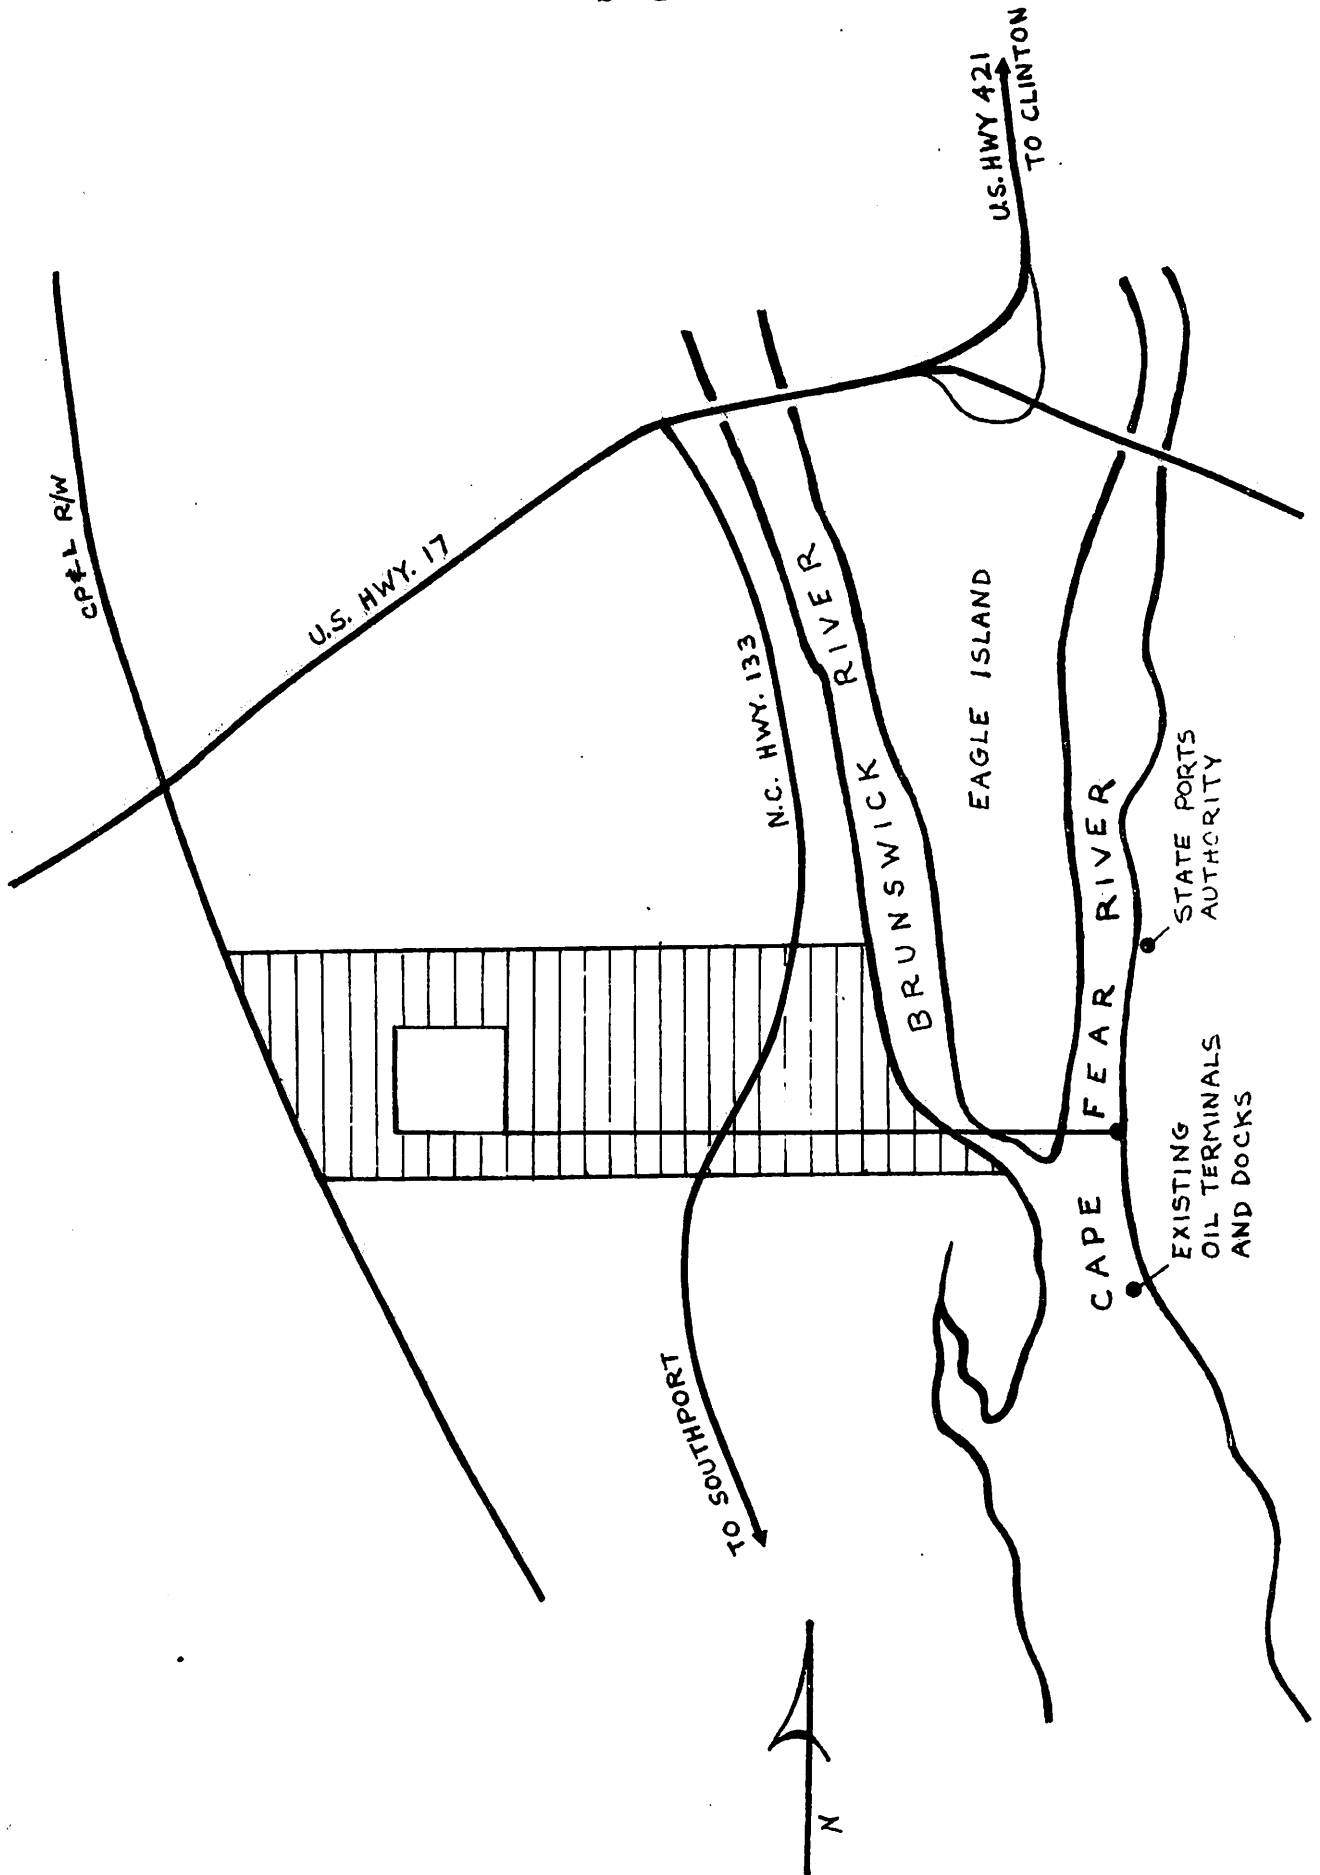 CP&L R/W
U.S. HWY. 17
N.C. HWY. 133
TO SOUTHPORT
U.S. HWY 421
TO CLINTON
BRUNSWICK RIVER
EAGLE ISLAND
CAPE FEAR RIVER
EXISTING
OIL TERMINALS
AND DOCKS
STATE PORTS
AUTHORITY
N